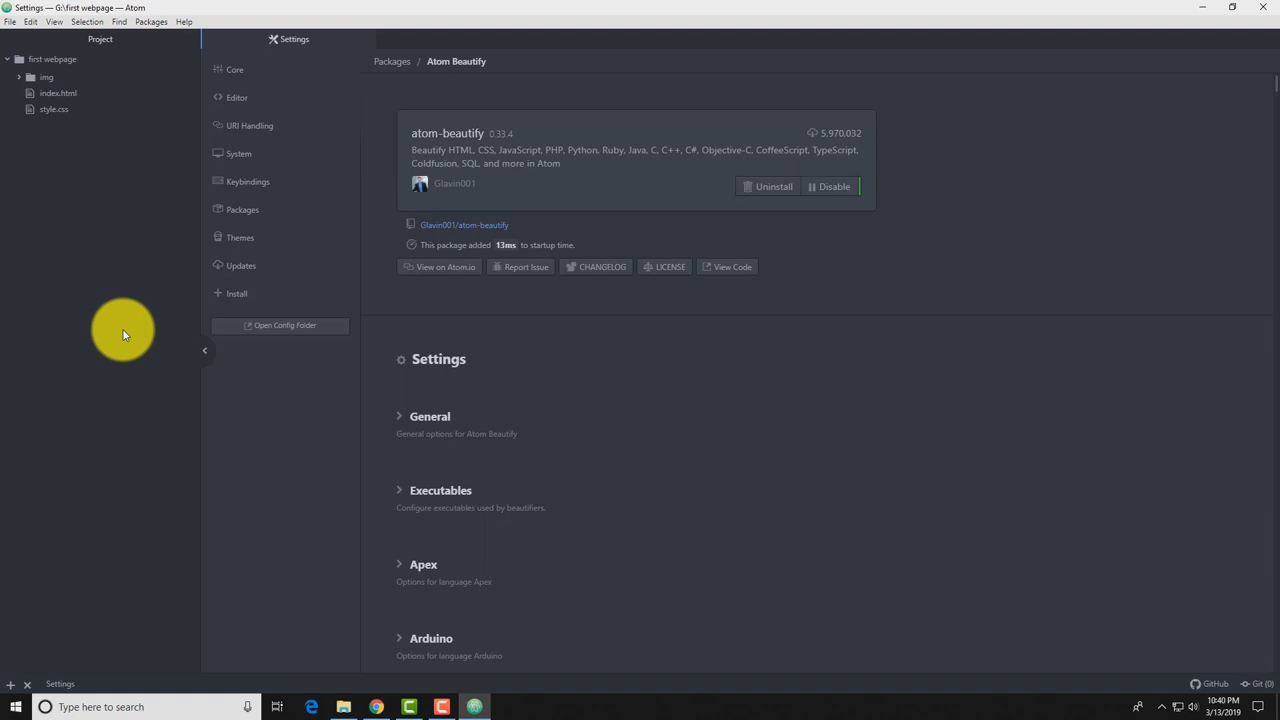 Settings — G:\first webpage — Atom
File Edit View Selection Find Packages Help
Project
Settings
first webpage
img
index.html
style.css
Core
Editor
URI Handling
System
Keybindings
Packages
Themes
Updates
Install
Open Config Folder
Packages / Atom Beautify
atom-beautify 0.33.4
5,970,032
Beautify HTML, CSS, JavaScript, PHP, Python, Ruby, Java, C, C++, C#, Objective-C, CoffeeScript, TypeScript,
Coldfusion, SQL, and more in Atom
Glavin001
Uninstall Disable
Glavin001/atom-beautify
This package added 13ms to startup time.
View on Atom.io Report Issue CHANGELOG LICENSE View Code
Settings
General
General options for Atom Beautify
Executables
Configure executables used by beautifiers.
Apex
Options for language Apex
Arduino
Options for language Arduino
Settings
GitHub Git (0)
Type here to search
10:40 PM
3/13/2019